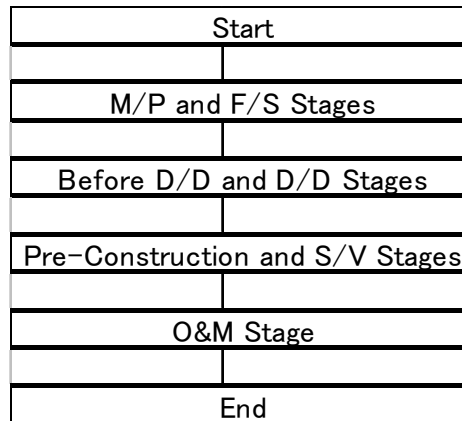 Start
M/P and F/S Stages
Before D/D and D/D Stages
Pre-Construction and S/V Stages
O&M Stage
End